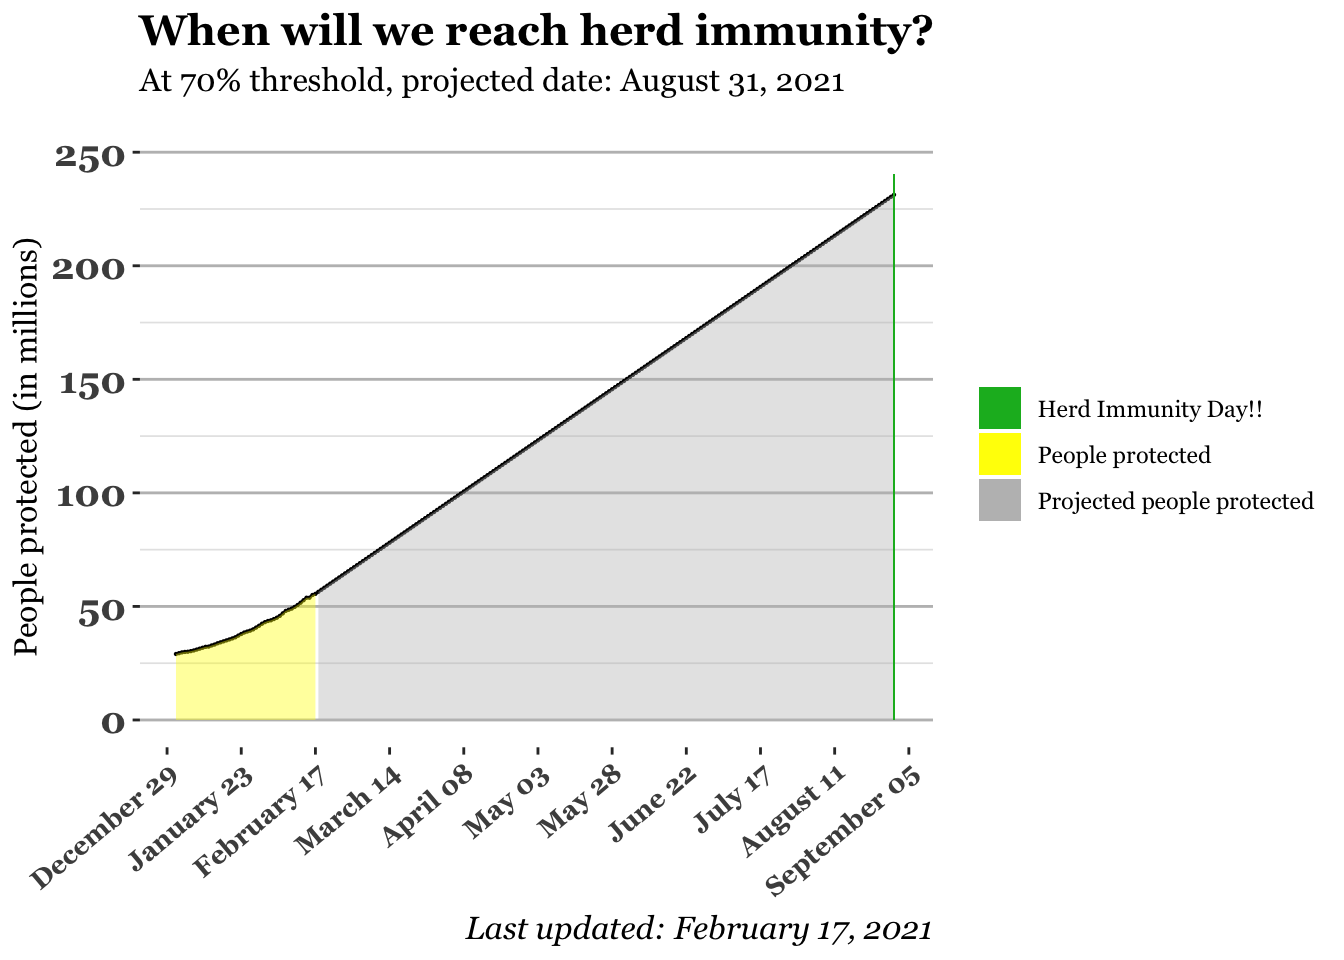 When will we reach herd immunity?
At 70% threshold, projected date: August 31, 2021
People protected (in millions)
250
200
150
100
50
0
December 29
January 23
February 17
March 14
April 08
May 03
May 28
June 22
July 17
August 11
September 05
Herd Immunity Day!!
People protected
Projected people protected
Last updated: February 17, 2021